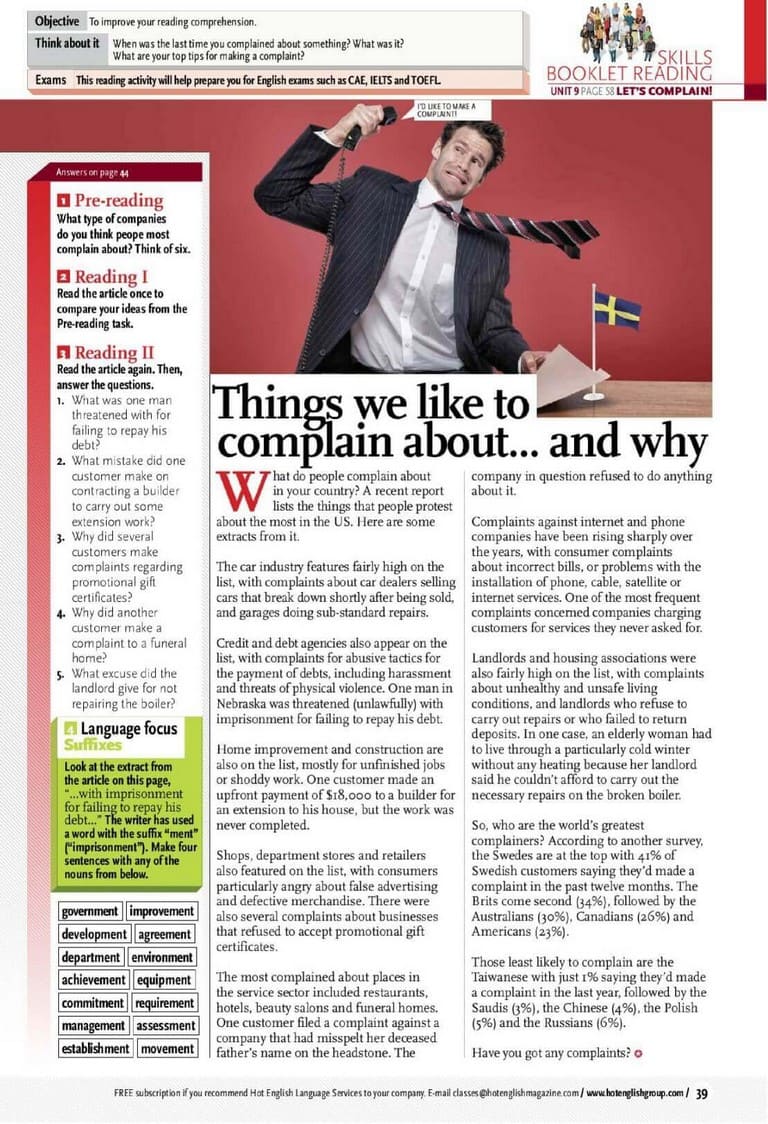 Objective To improve your reading comprehension.
Think about it When was the last time you complained about something? What was it?
What are your top tips for making a complaint?
Exams This reading activity will help prepare you for English exams such as CAE, IELTS and TOEFL.
SKILLS
BOOKLET READING
UNIT 9 PAGE 58 LET'S COMPLAIN!
I'D LIKE TO MAKE A
COMPLAINT!
Answers on page 44
1 Pre-reading
What type of companies
do you think peope most
complain about? Think of six.
2 Reading I
Read the article once to
compare your ideas from the
Pre-reading task.
3 Reading II
Read the article again. Then,
answer the questions.
1. What was one man
threatened with for
failing to repay his
debt?
2. What mistake did one
customer make on
contracting a builder
to carry out some
extension work?
3. Why did several
customers make
complaints regarding
promotional gift
certificates?
4. Why did another
customer make a
complaint to a funeral
home?
5. What excuse did the
landlord give for not
repairing the boiler?
4 Language focus
Suffixes
Look at the extract from
the article on this page,
"...with imprisonment
for failing to repay his
debt..." The writer has used
a word with the suffix "ment"
("imprisonment"). Make four
sentences with any of the
nouns from below.
government improvement
development agreement
department environment
achievement equipment
commitment requirement
management assessment
establishment movement
Things we like to
complain about... and why
What do people complain about
in your country? A recent report
lists the things that people protest
about the most in the US. Here are some
extracts from it.
The car industry features fairly high on the
list, with complaints about car dealers selling
cars that break down shortly after being sold,
and garages doing sub-standard repairs.
Credit and debt agencies also appear on the
list, with complaints for abusive tactics for
the payment of debts, including harassment
and threats of physical violence. One man in
Nebraska was threatened (unlawfully) with
imprisonment for failing to repay his debt.
Home improvement and construction are
also on the list, mostly for unfinished jobs
or shoddy work. One customer made an
upfront payment of $18,000 to a builder for
an extension to his house, but the work was
never completed.
Shops, department stores and retailers
also featured on the list, with consumers
particularly angry about false advertising
and defective merchandise. There were
also several complaints about businesses
that refused to accept promotional gift
certificates.
The most complained about places in
the service sector included restaurants,
hotels, beauty salons and funeral homes.
One customer filed a complaint against a
company that had misspelt her deceased
father's name on the headstone. The
company in question refused to do anything
about it.
Complaints against internet and phone
companies have been rising sharply over
the years, with consumer complaints
about incorrect bills, or problems with the
installation of phone, cable, satellite or
internet services. One of the most frequent
complaints concerned companies charging
customers for services they never asked for.
Landlords and housing associations were
also fairly high on the list, with complaints
about unhealthy and unsafe living
conditions, and landlords who refuse to
carry out repairs or who failed to return
deposits. In one case, an elderly woman had
to live through a particularly cold winter
without any heating because her landlord
said he couldn't afford to carry out the
necessary repairs on the broken boiler.
So, who are the world's greatest
complainers? According to another survey,
the Swedes are at the top with 41% of
Swedish customers saying they'd made a
complaint in the past twelve months. The
Brits come second (34%), followed by the
Australians (30%), Canadians (26%) and
Americans (23%).
Those least likely to complain are the
Taiwanese with just 1% saying they'd made
a complaint in the last year, followed by the
Saudis (3%), the Chinese (4%), the Polish
(5%) and the Russians (6%).
Have you got any complaints?
FREE subscription if you recommend Hot English Language Services to your company. E-mail classes@hotenglishmagazine.com / www.hotenglishgroup.com / 39